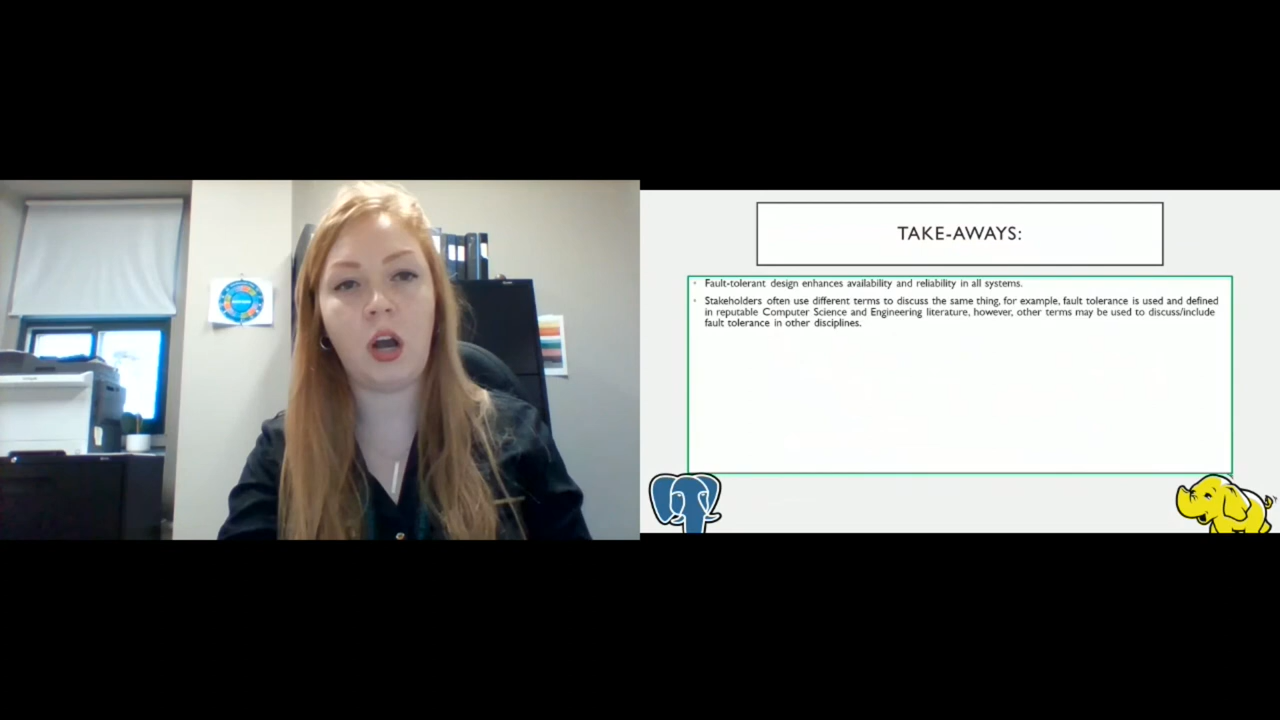 TAKE-AWAYS:
Fault-tolerant design enhances availability and reliability in all systems.
Stakeholders often use different terms to discuss the same thing, for example, fault tolerance is used and defined
in reputable Computer Science and Engineering literature, however, other terms may be used to discuss/include
fault tolerance in other disciplines.